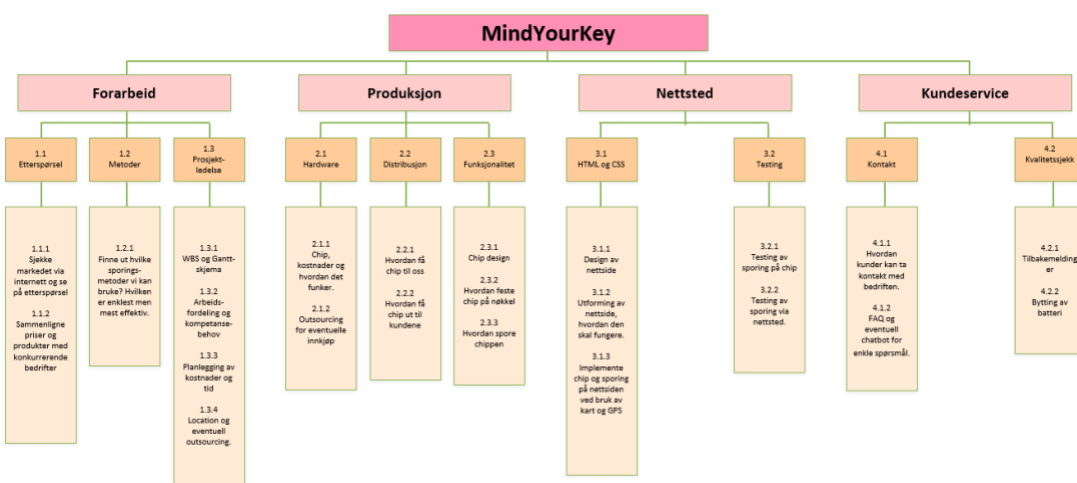 MindYourKey
Forarbeid
Produksjon
Nettsted
Kundeservice
1.1
Etterspørsel
1.2
Metoder
1.3
Prosjekt-
ledelse
2.1
Hardware
2.2
Distribusjon
2.3
Funksjonalitet
3.1
HTML og CSS
3.2
Testing
4.1
Kontakt
4.2
Kvalitetssjekk
1.1.1
Sjekke
markedet via
internett og se
på etterspørsel
1.1.2
Sammenligne
priser og
produkter med
konkurrerende
bedrifter
1.2.1
Finne ut hvilke
sporings-
metoder vi kan
bruke? Hvilken
er enklest men
mest effektiv.
1.3.1
WBS og Gantt-
skjema
1.3.2
Arbeids-
fordeling og
kompetanse-
behov
1.3.3
Planlegging av
kostnader og
tid
1.3.4
Location og
eventuell
outsourcing.
2.1.1
Chip,
kostnader og
hvordan det
funker.
2.1.2
Outsourcing
for eventuelle
innkjøp
2.2.1
Hvordan få
chip til oss
2.2.2
Hvordan få
chip ut til
kundene
2.3.1
Chip design
2.3.2
Hvordan feste
chip på nøkkel
2.3.3
Hvordan spore
chippen
3.1.1
Design av
nettside
3.1.2
Utforming av
nettside,
hvordan den
skal fungere.
3.1.3
Implemente
chip og sporing
på nettsiden
ved bruk av
kart og GPS
3.2.1
Testing av
sporing på chip
3.2.2
Testing av
sporing via
nettsted.
4.1.1
Hvordan
kunder kan ta
kontakt med
bedriften.
4.1.2
FAQ og
eventuell
chatbot for
enkle spørsmål.
4.2.1
Tilbakemelding
er
4.2.2
Bytting av
batteri